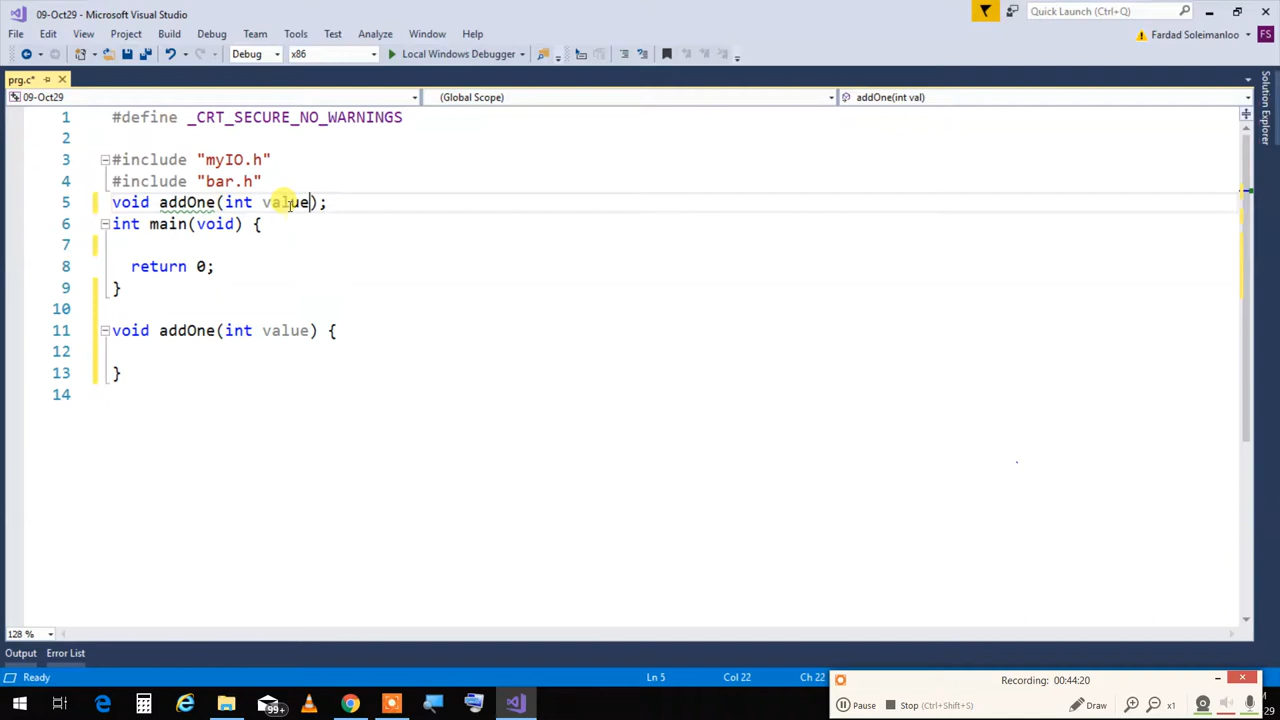 09-Oct29 - Microsoft Visual Studio
Quick Launch (Ctrl+Q)
File Edit View Project Build Debug Team Tools Test Analyze Window Help
Fardad Soleimanloo FS
Debug x86 Local Windows Debugger
prg.c*
09-Oct29 (Global Scope) addOne(int val)
Solution Explorer
1 #define _CRT_SECURE_NO_WARNINGS
2
3 #include "myIO.h"
4 #include "bar.h"
5 void addOne(int value);
6 int main(void) {
7
8 return 0;
9 }
10
11 void addOne(int value) {
12
13 }
14
128 %
Output Error List
Ready Ln 5 Col 22 Ch 22
Recording: 00:44:20
Pause Stop (Ctrl+Shift+S) Draw x1
99+
M
29